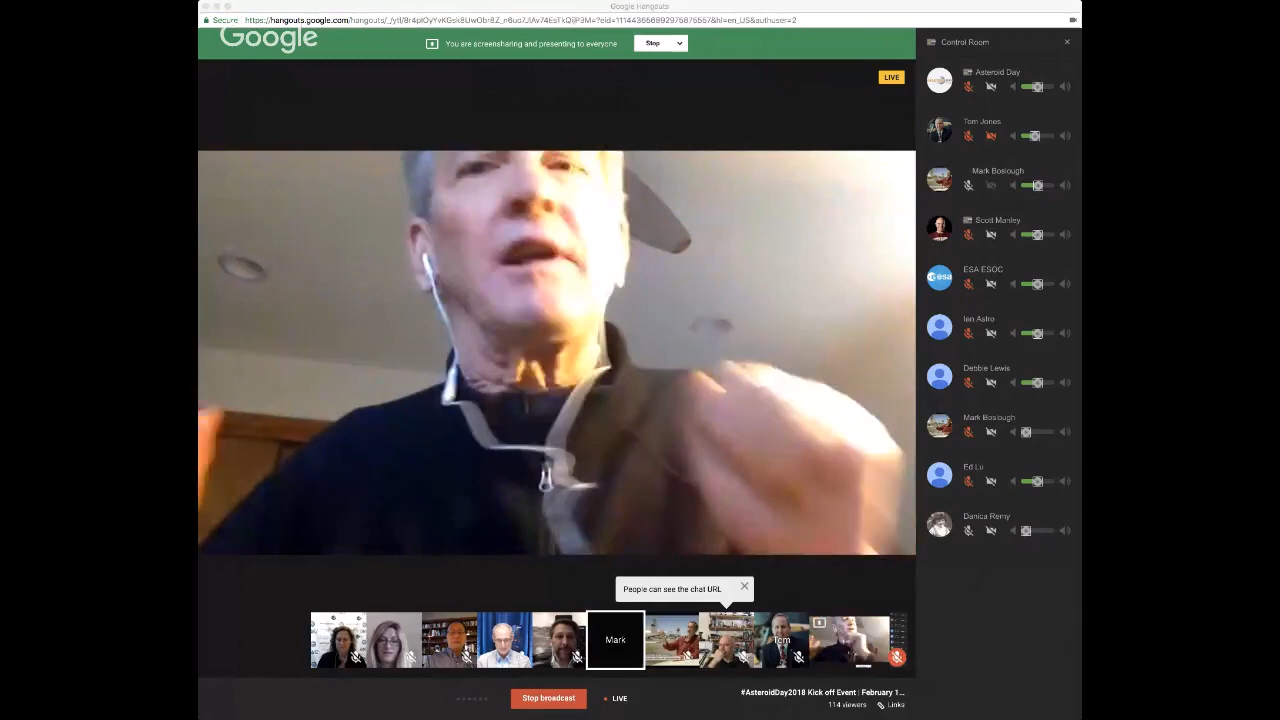 Google Hangouts
Secure
Google
You are screensharing and presenting to everyone
Stop
Control Room
LIVE
Asteroid Day
Tom Jones
Mark Boslough
Scott Manley
esa
ESA ESOC
Ian Astro
Debbie Lewis
Mark Boslough
Ed Lu
Danica Remy
People can see the chat URL
Mark
Tom
Stop broadcast
LIVE
#AsteroidDay2018 Kick off Event | February 1...
114 viewers
Links